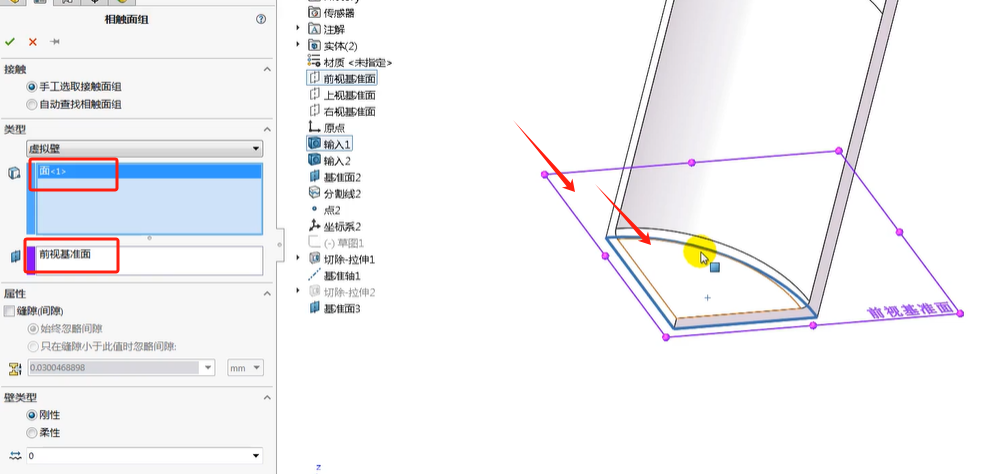 相触面组
接触
手工选取接触面组
自动查找相触面组
类型
虚拟壁
面<1>
前视基准面
属性
缝隙(间隙)
始终忽略间隙
只在缝隙小于此值时忽略间隙:
0.0300468898
mm
壁类型
刚性
柔性
0
传感器
注解
实体(2)
材质 <未指定>
前视基准面
上视基准面
右视基准面
原点
输入1
输入2
基准面2
分割线2
点2
坐标系2
(-) 草图1
切除-拉伸1
基准轴1
切除-拉伸2
基准面3
前视基准面
z